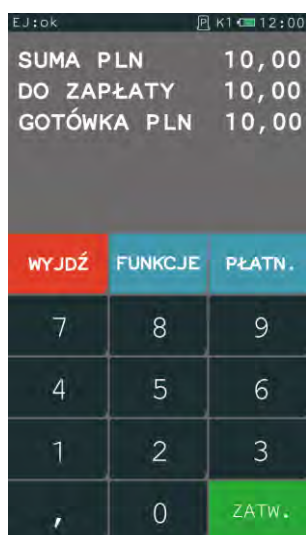 EJ:ok P K1 12:00
SUMA PLN 10,00
DO ZAPŁATY 10,00
GOTÓWKA PLN 10,00
WYJDŹ FUNKCJE PŁATN.
7 8 9
4 5 6
1 2 3
, 0 ZATW.